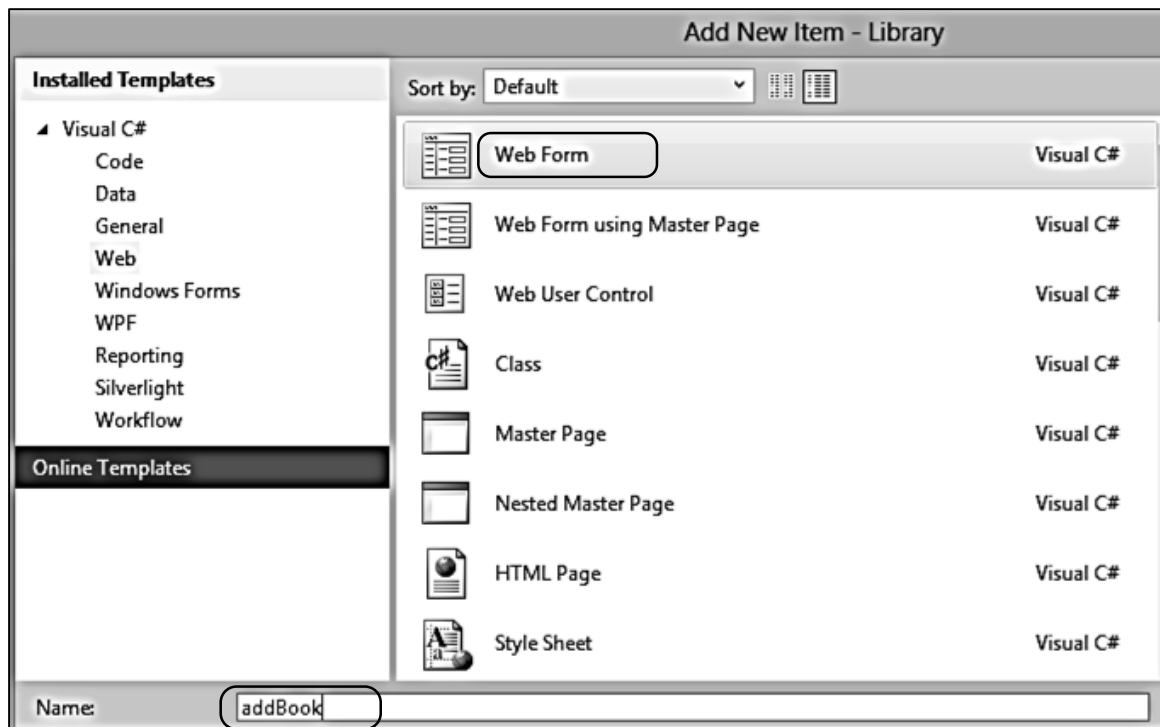 Add New Item - Library
Installed Templates
Sort by: Default
Visual C#
Code
Data
General
Web
Windows Forms
WPF
Reporting
Silverlight
Workflow
Online Templates
Web Form Visual C#
Web Form using Master Page Visual C#
Web User Control Visual C#
Class Visual C#
Master Page Visual C#
Nested Master Page Visual C#
HTML Page Visual C#
Style Sheet Visual C#
Name: addBook